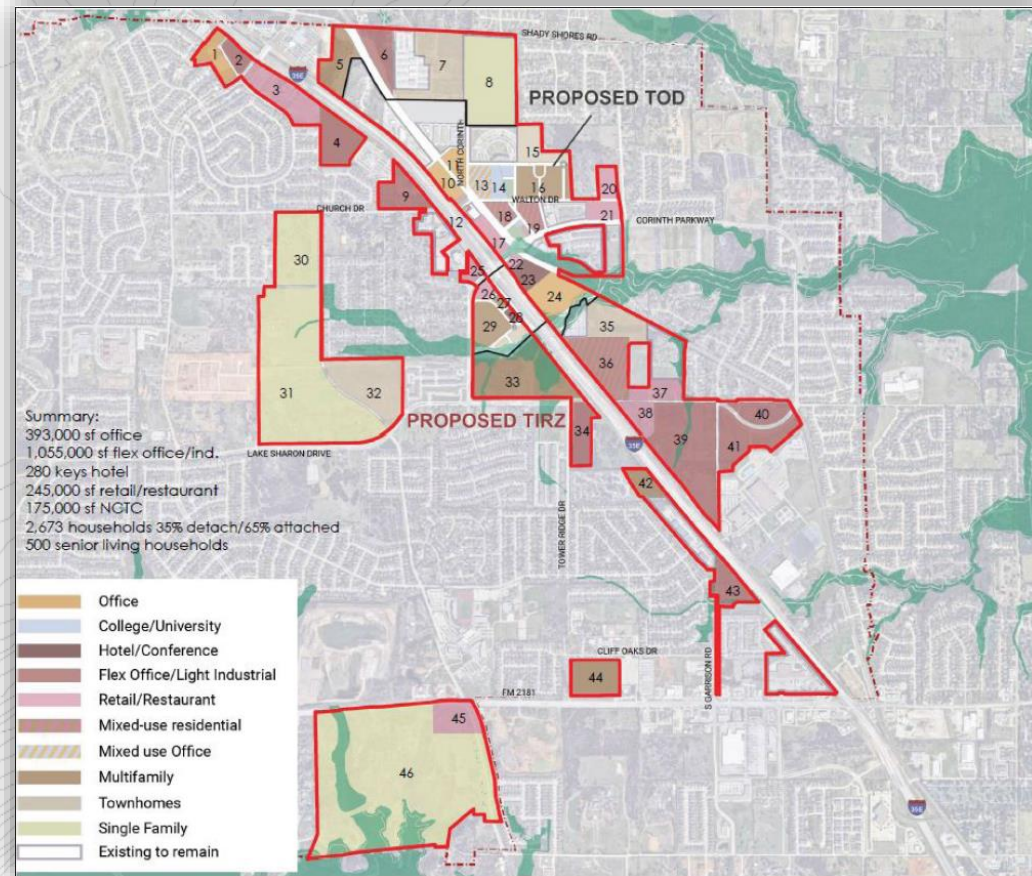 SHADY SHORES RD
1
2
35E
5
6
7
8
3
PROPOSED TOD
4
NORTH CORINTH
15
1
10
13
14
16
20
9
WALTON DR
CHURCH DR
12
18
19
21
CORINTH PARKWAY
17
30
25
22
23
26
24
27
28
29
35
36
31
32
33
37
PROPOSED TIRZ
38
40
34
39
41
Summary:
393,000 sf office
1,055,000 sf flex office/ind.
280 keys hotel
245,000 sf retail/restaurant
175,000 sf NCTC
2,673 households 35% detach/65% attached
500 senior living households
LAKE SHARON DRIVE
35E
42
TOWER RIDGE DR
43
Office
College/University
Hotel/Conference
Flex Office/Light Industrial
Retail/Restaurant
Mixed-use residential
Mixed use Office
Multifamily
Townhomes
Single Family
Existing to remain
CLIFF OAKS DR
44
S GARRISON RD
FM 2181
45
46
35E